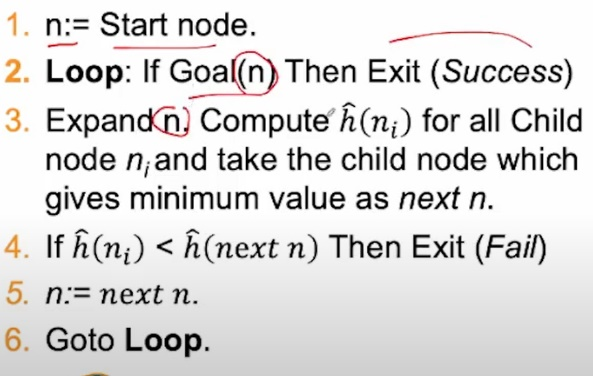 1. n:= Start node.
2. Loop: If Goal(n) Then Exit (Success)
3. Expand n. Compute ĥ(nᵢ) for all Child
node nᵢ and take the child node which
gives minimum value as next n.
4. If ĥ(nᵢ) < ĥ(next n) Then Exit (Fail)
5. n:= next n.
6. Goto Loop.